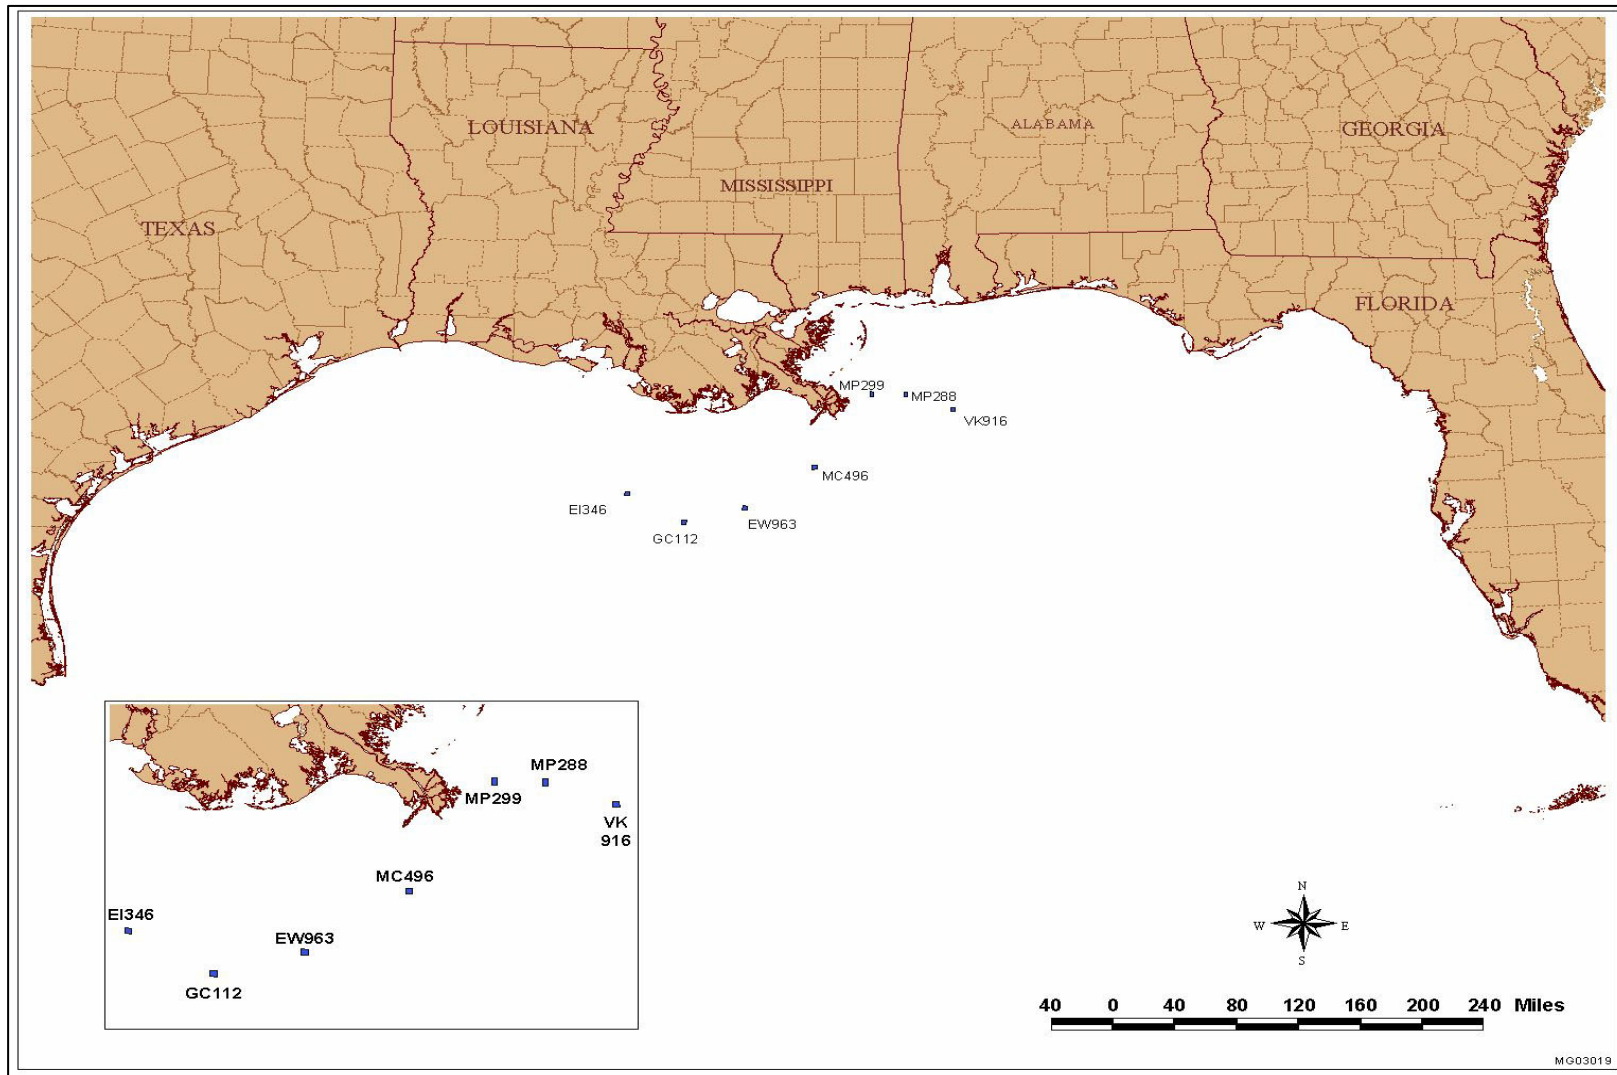 LOUISIANA
ALABAMA
GEORGIA
MISSISSIPPI
TEXAS
FLORIDA
MP299
MP288
VK916
MC496
EI346
EW963
GC112
MP288
MP299
VK
916
MC496
EI346
EW963
GC112
N
W E
S
40 0 40 80 120 160 200 240 Miles
MG03019